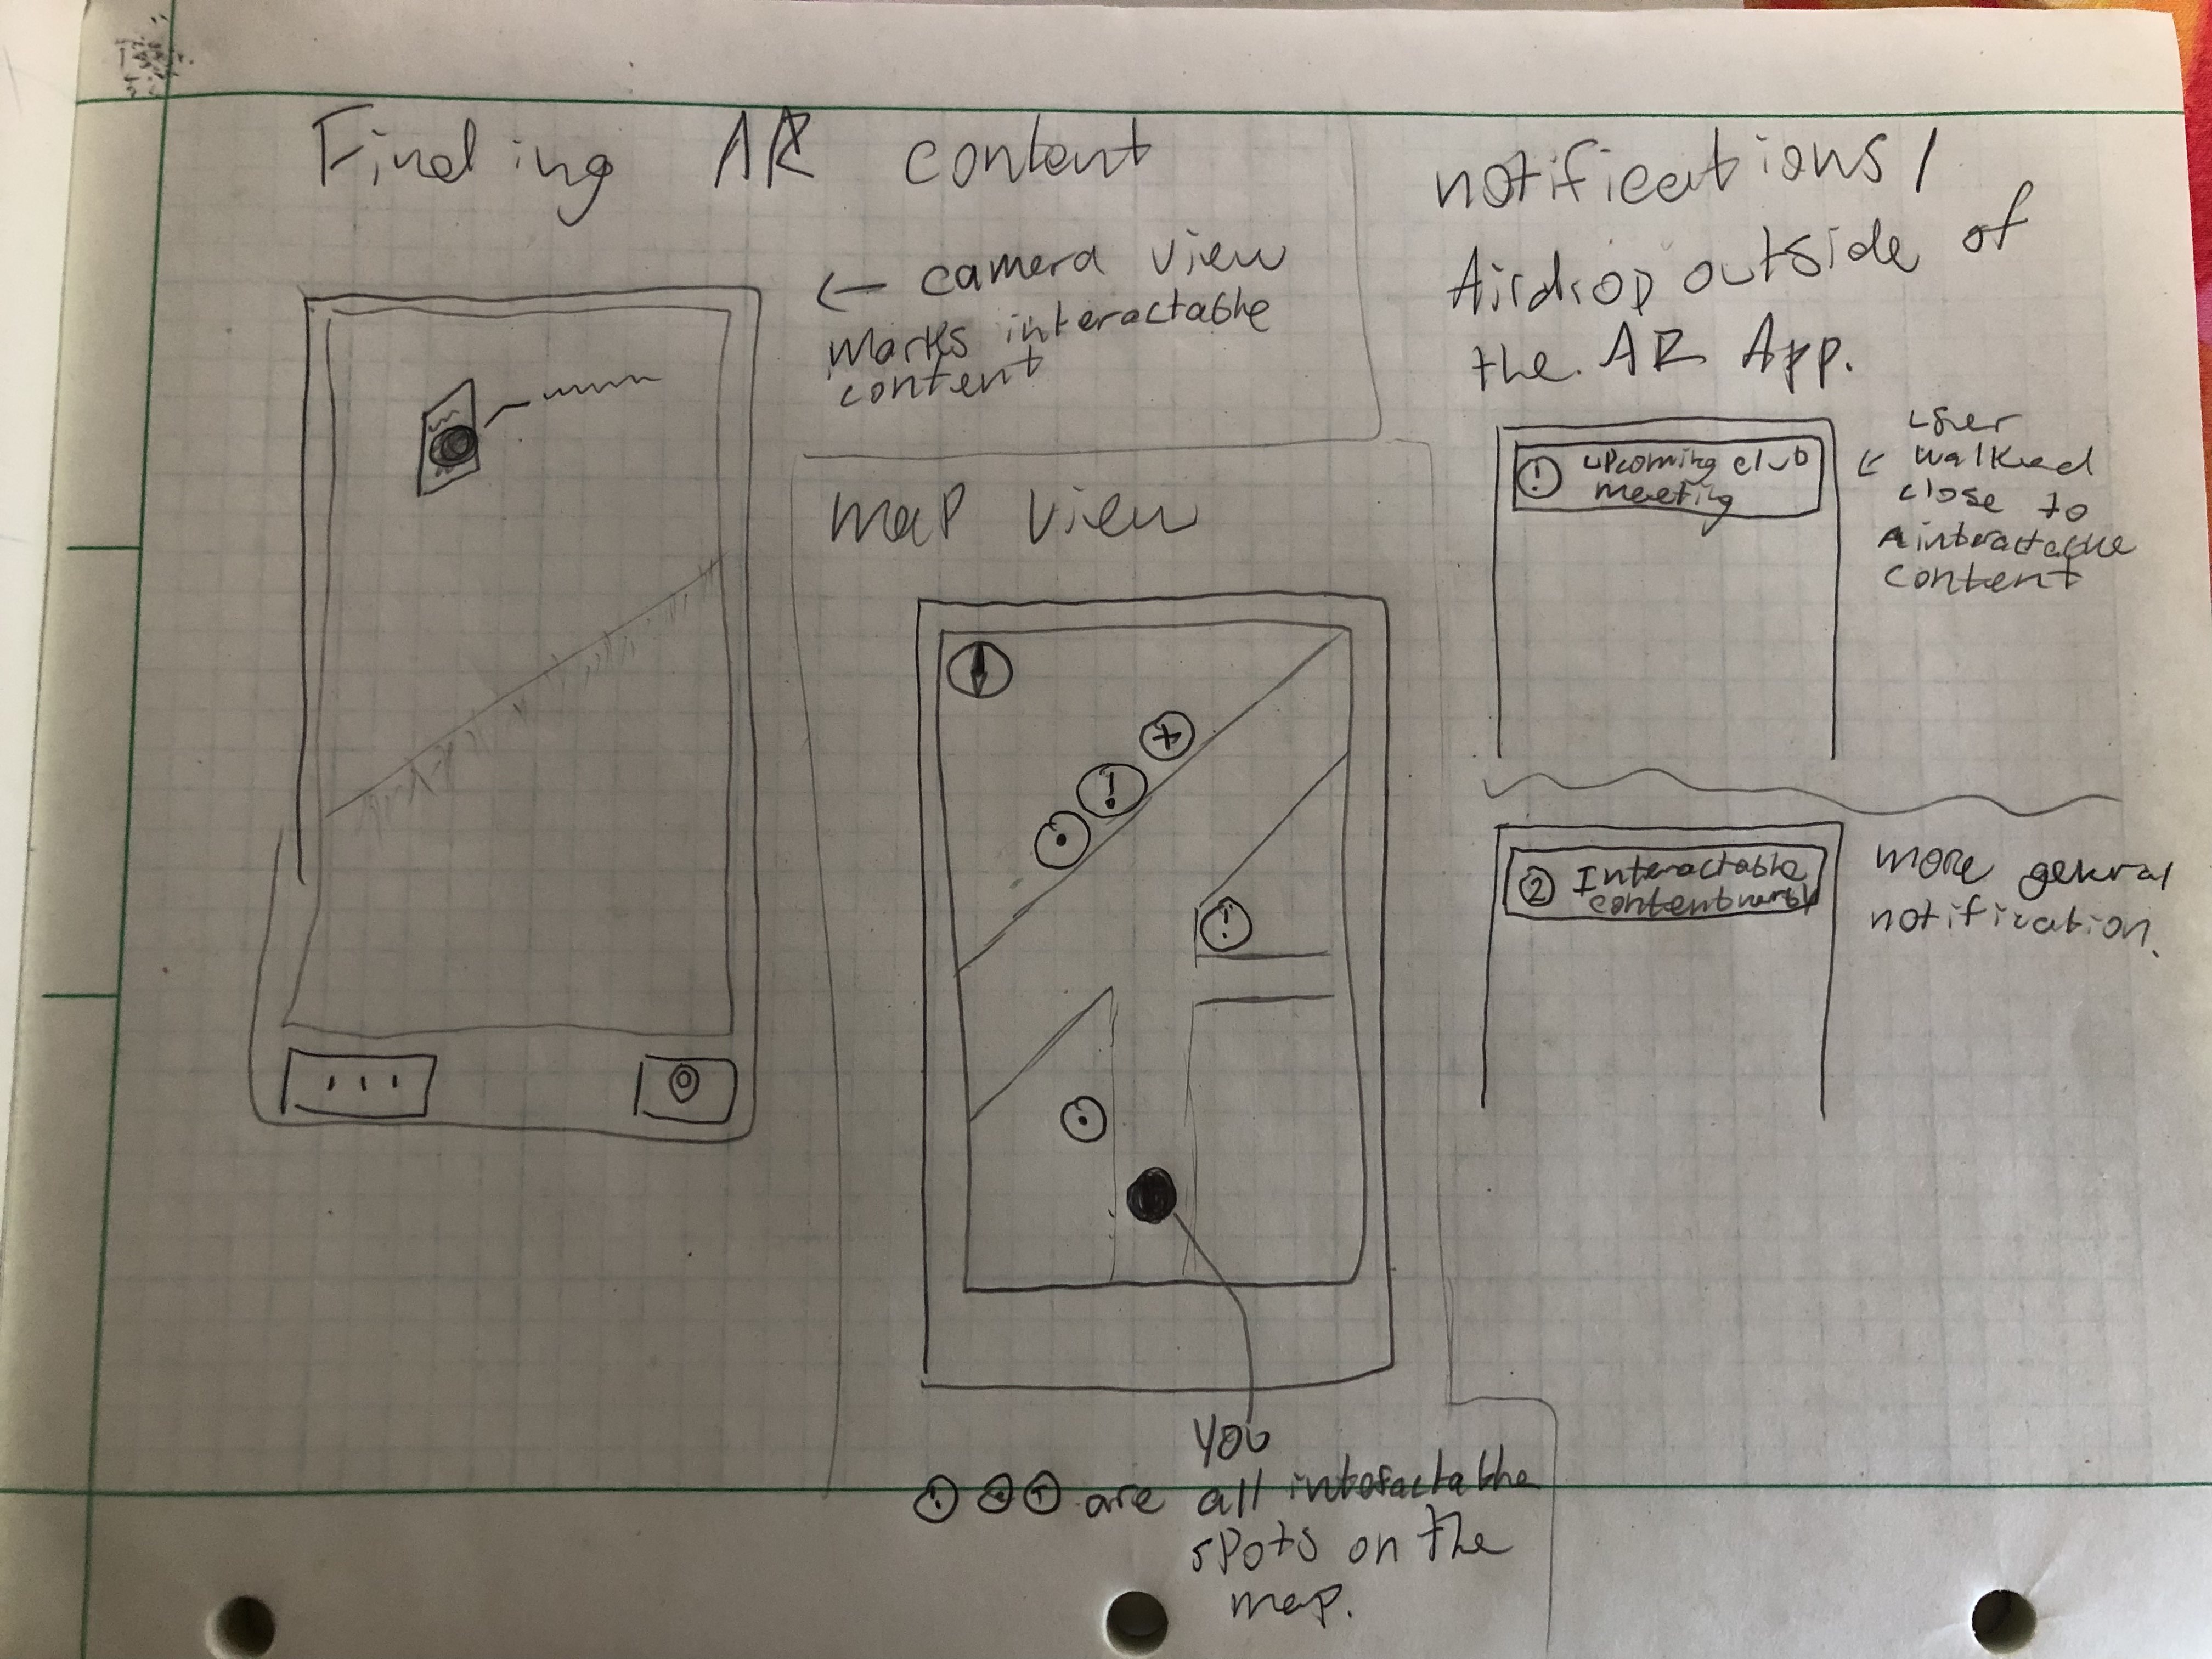 Finding AR content
← camera view
marks interactable
content
map view
!
!
You
! are all interactable
spots on the
map.
notifications/
Airdrop outside of
the AR App.
! upcoming club
meeting
← user
walked
close to
a interactable
content
2 Interactable
content
more general
notification.